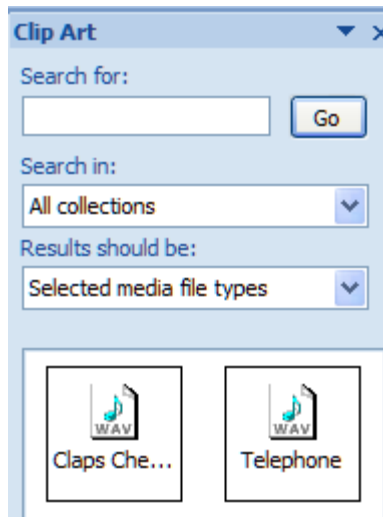 Clip Art
Search for:
Go
Search in:
All collections
Results should be:
Selected media file types
WAV WAV
Claps Che... Telephone